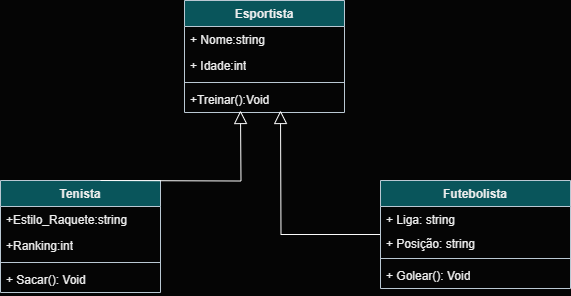 Esportista
+ Nome:string
+ Idade:int
+Treinar():Void
Tenista
+Estilo_Raquete:string
+Ranking:int
+ Sacar(): Void
Futebolista
+ Liga: string
+ Posição: string
+ Golear(): Void